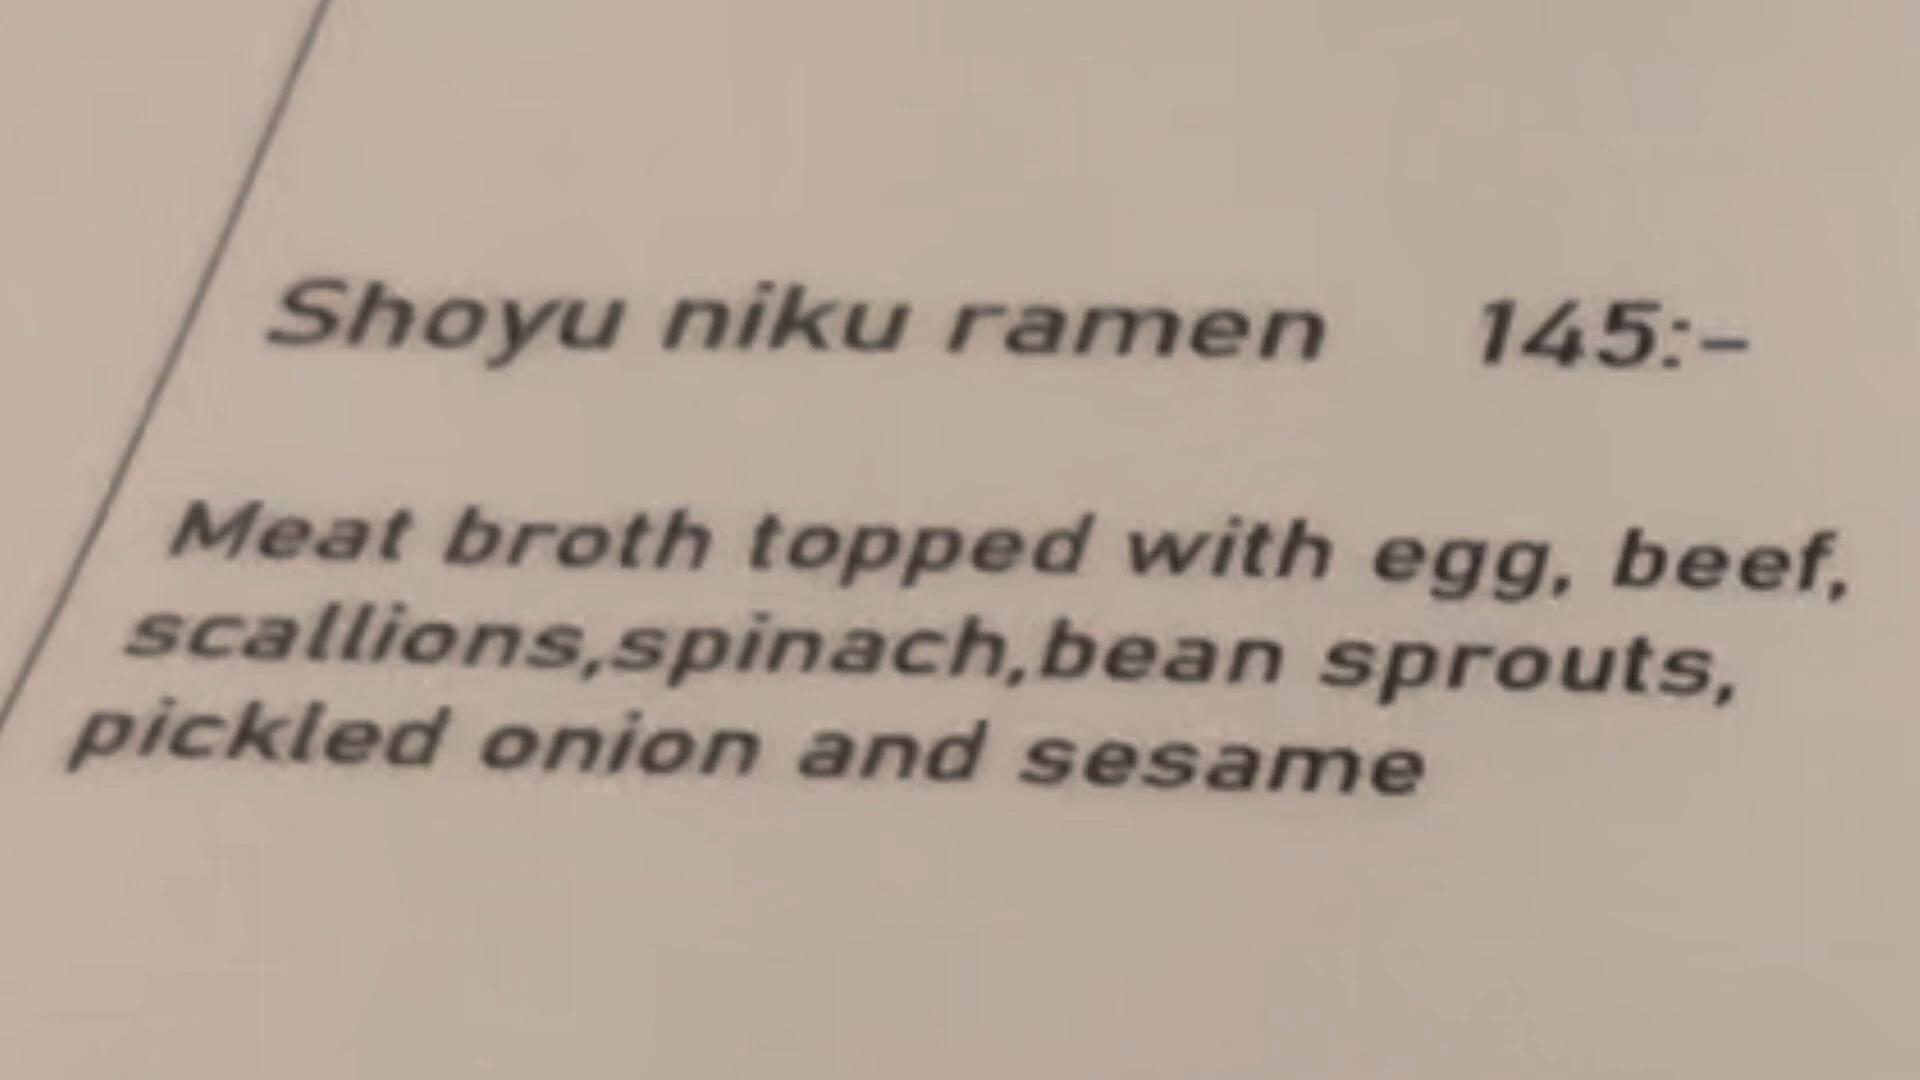 Shoyu niku ramen 145:-
Meat broth topped with egg, beef,
scallions,spinach,bean sprouts,
pickled onion and sesame